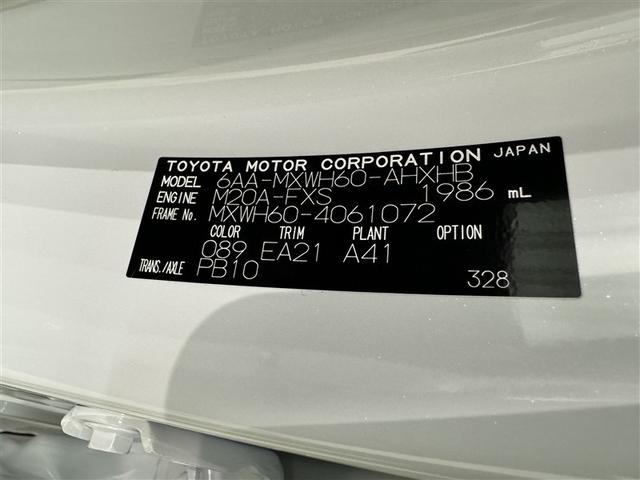 TOYOTA MOTOR CORPORATION JAPAN
MODEL 6AA-MXWH60-AHXHB
ENGINE M20A-FXS 1986 mL
FRAME No. MXWH60-4061072
COLOR TRIM PLANT OPTION
089 EA21 A41
TRANS./AXLE PB10 328